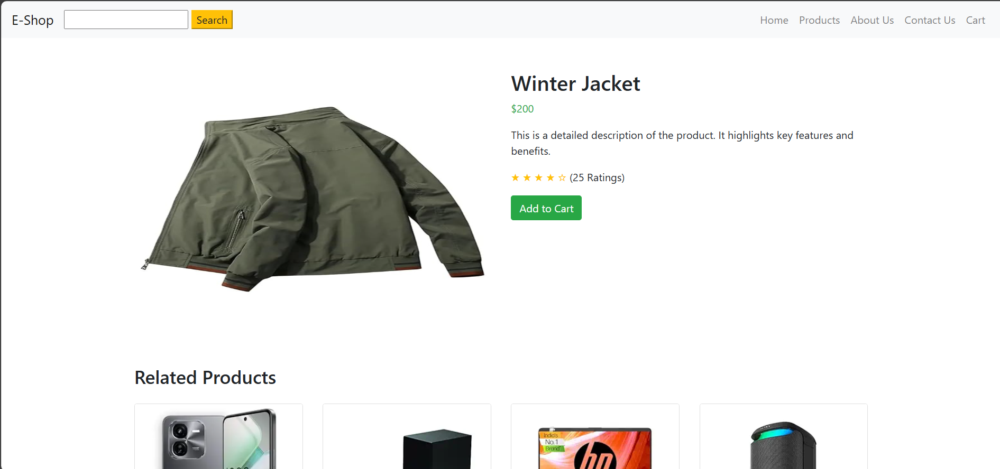 E-Shop
Search
Home Products About Us Contact Us Cart
Winter Jacket
$200
This is a detailed description of the product. It highlights key features and
benefits.
★ ★ ★ ★ ☆ (25 Ratings)
Add to Cart
Related Products
India's
No.1
Brand
hp